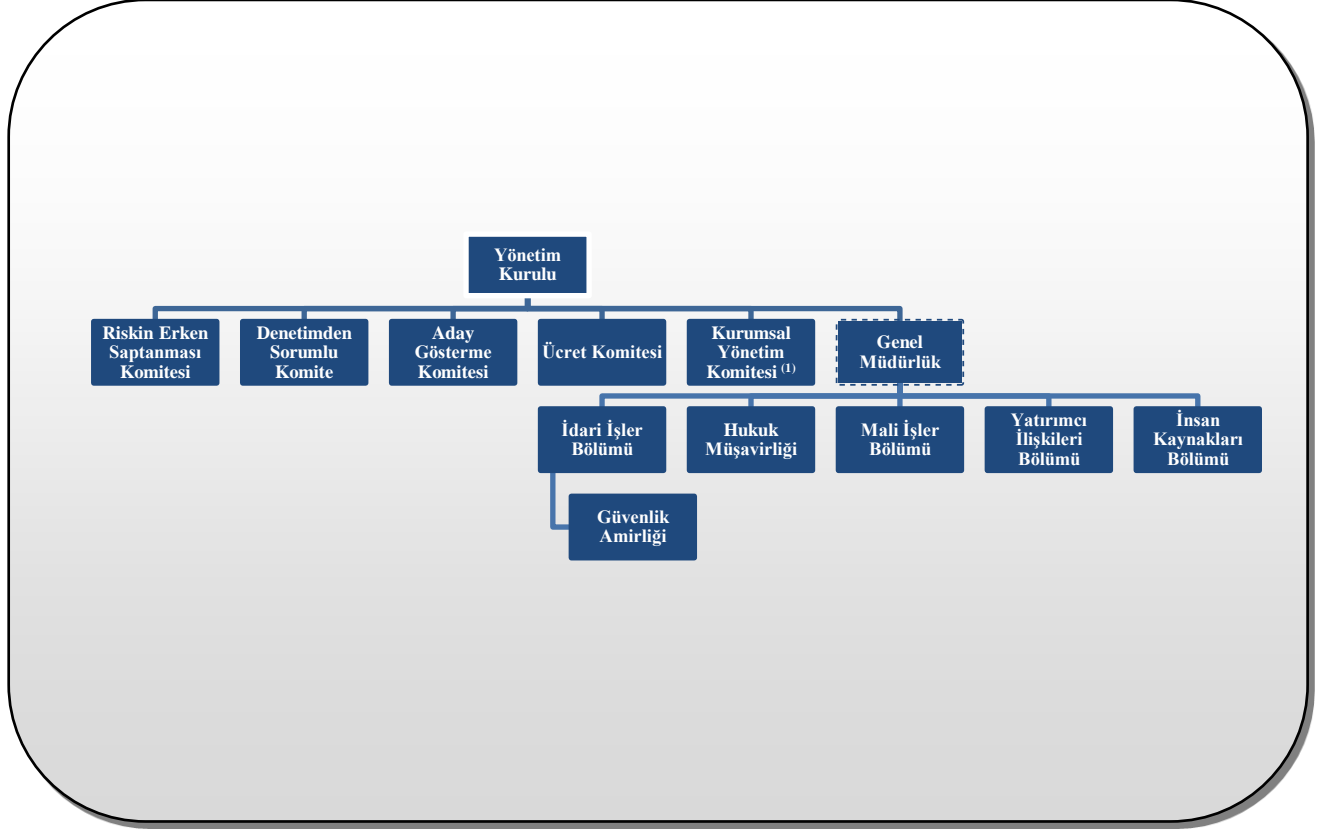 Yönetim
Kurulu
Riskin Erken
Saptanması
Komitesi
Denetimden
Sorumlu
Komite
Aday
Gösterme
Komitesi
Ücret Komitesi
Kurumsal
Yönetim
Komitesi (1)
Genel
Müdürlük
İdari İşler
Bölümü
Hukuk
Müşavirliği
Mali İşler
Bölümü
Yatırımcı
İlişkileri
Bölümü
İnsan
Kaynakları
Bölümü
Güvenlik
Amirliği